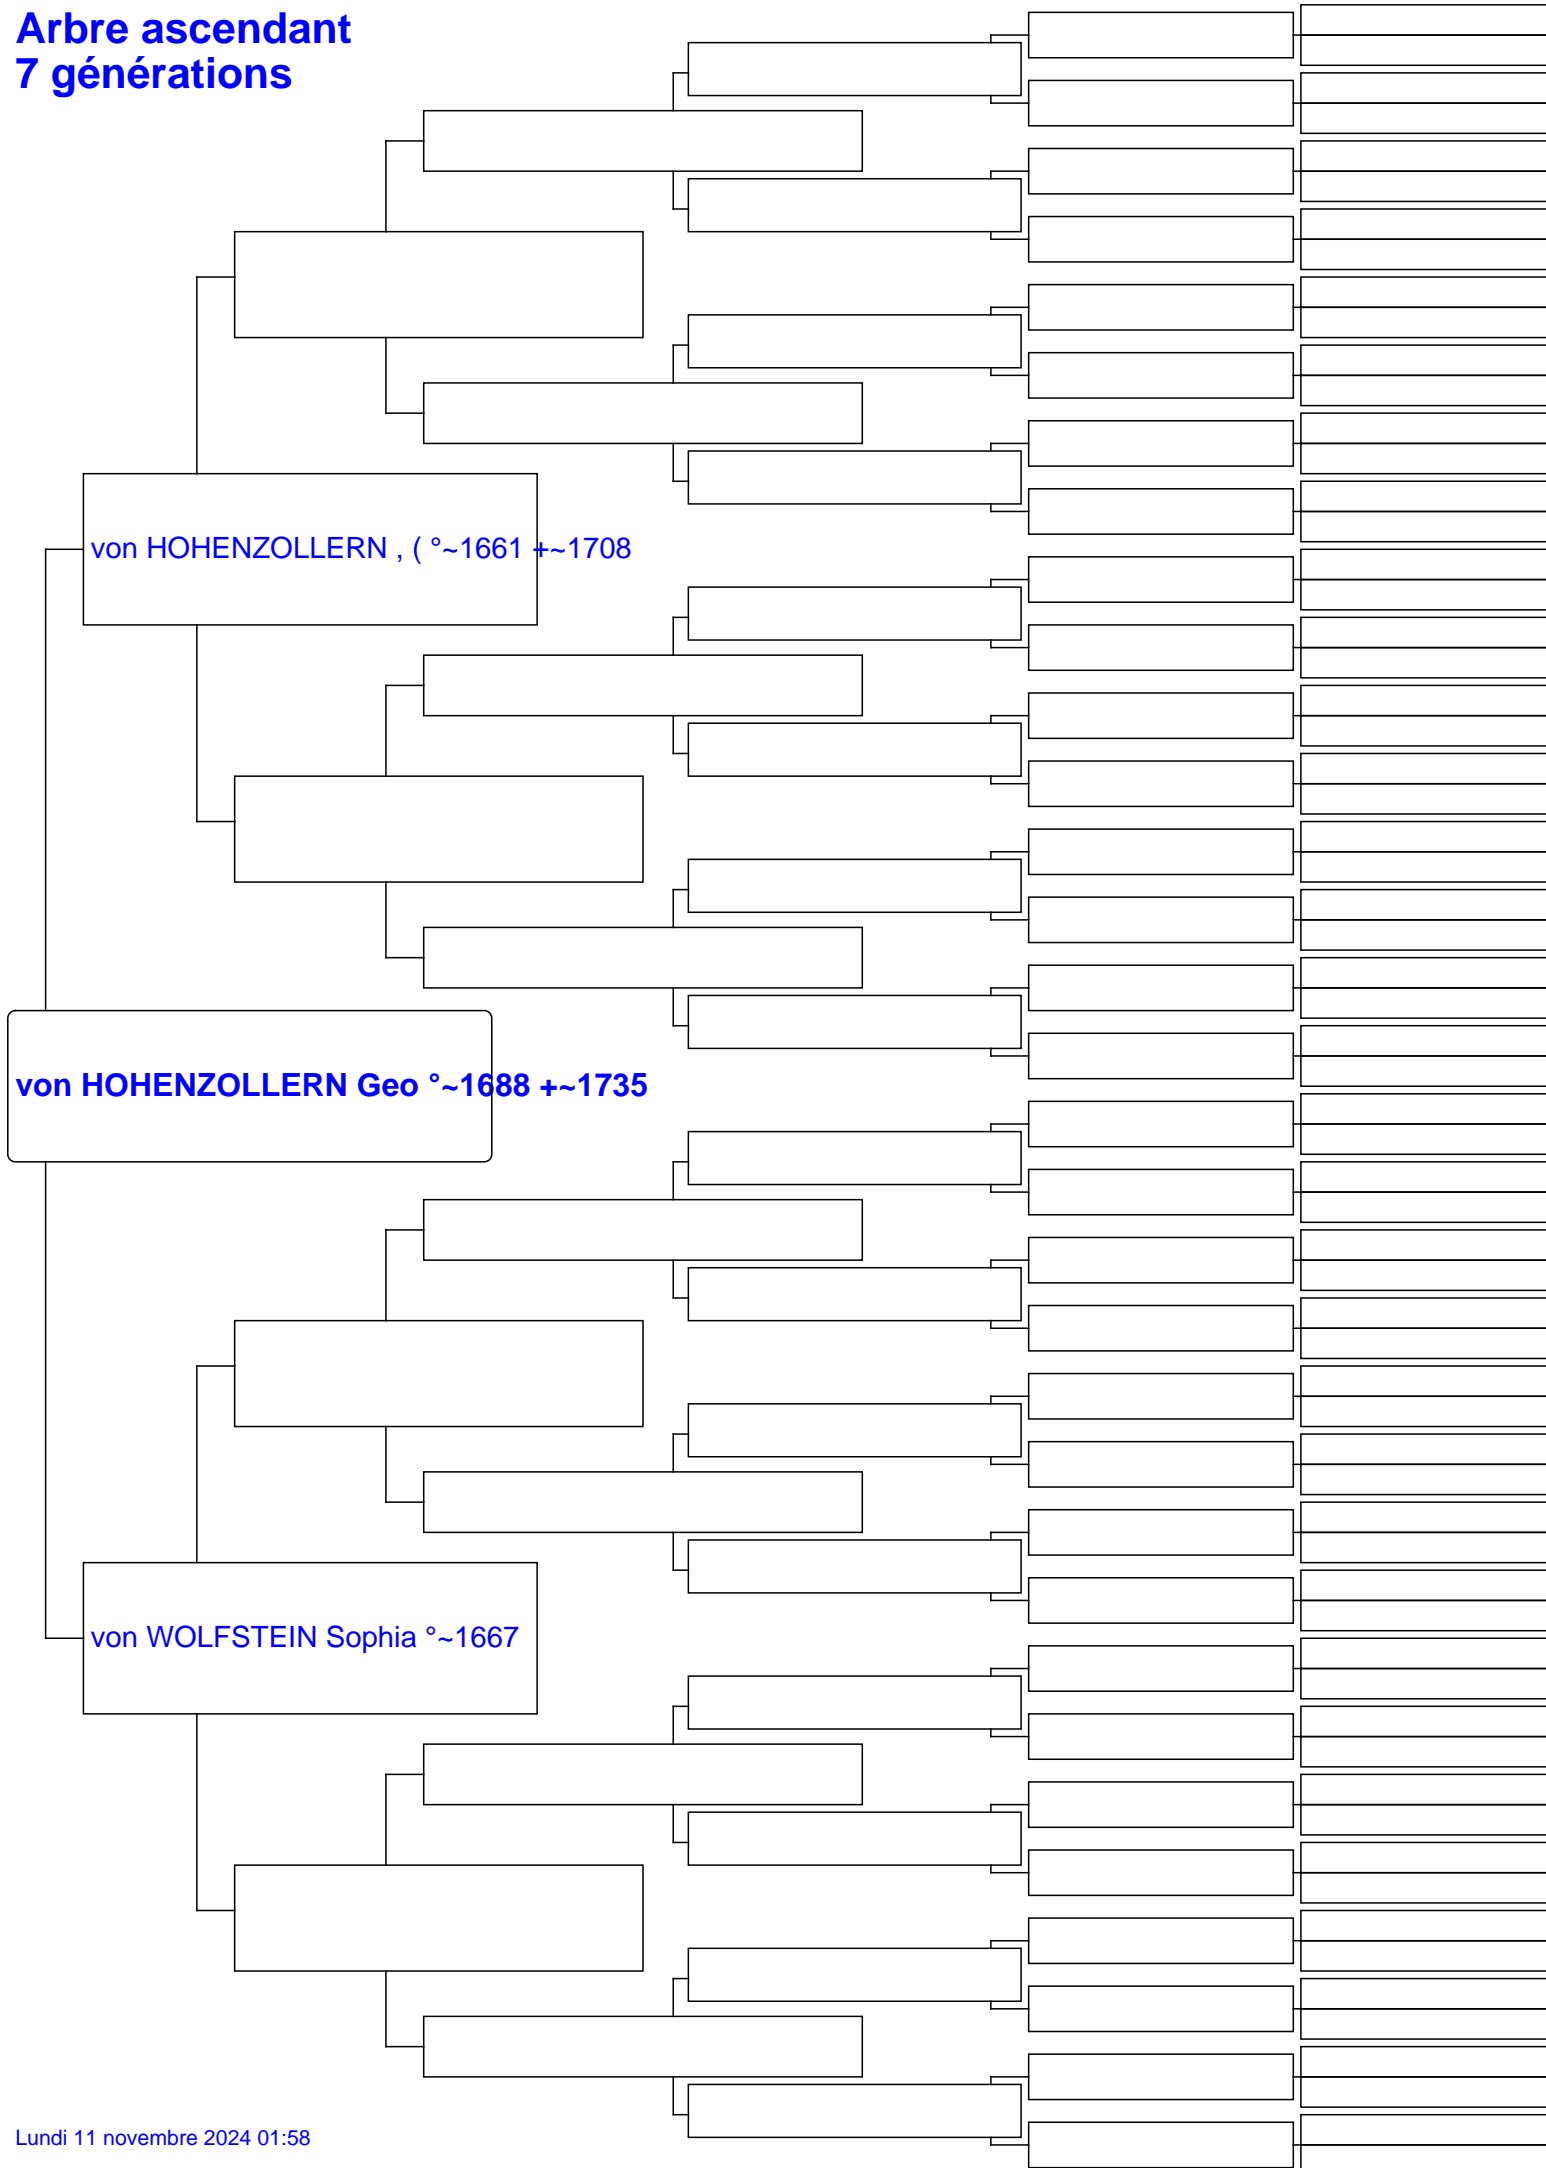 Arbre ascendant
7 générations
von HOHENZOLLERN , ( °~1661 +~1708
von HOHENZOLLERN Geo °~1688 +~1735
von WOLFSTEIN Sophia °~1667
Lundi 11 novembre 2024 01:58